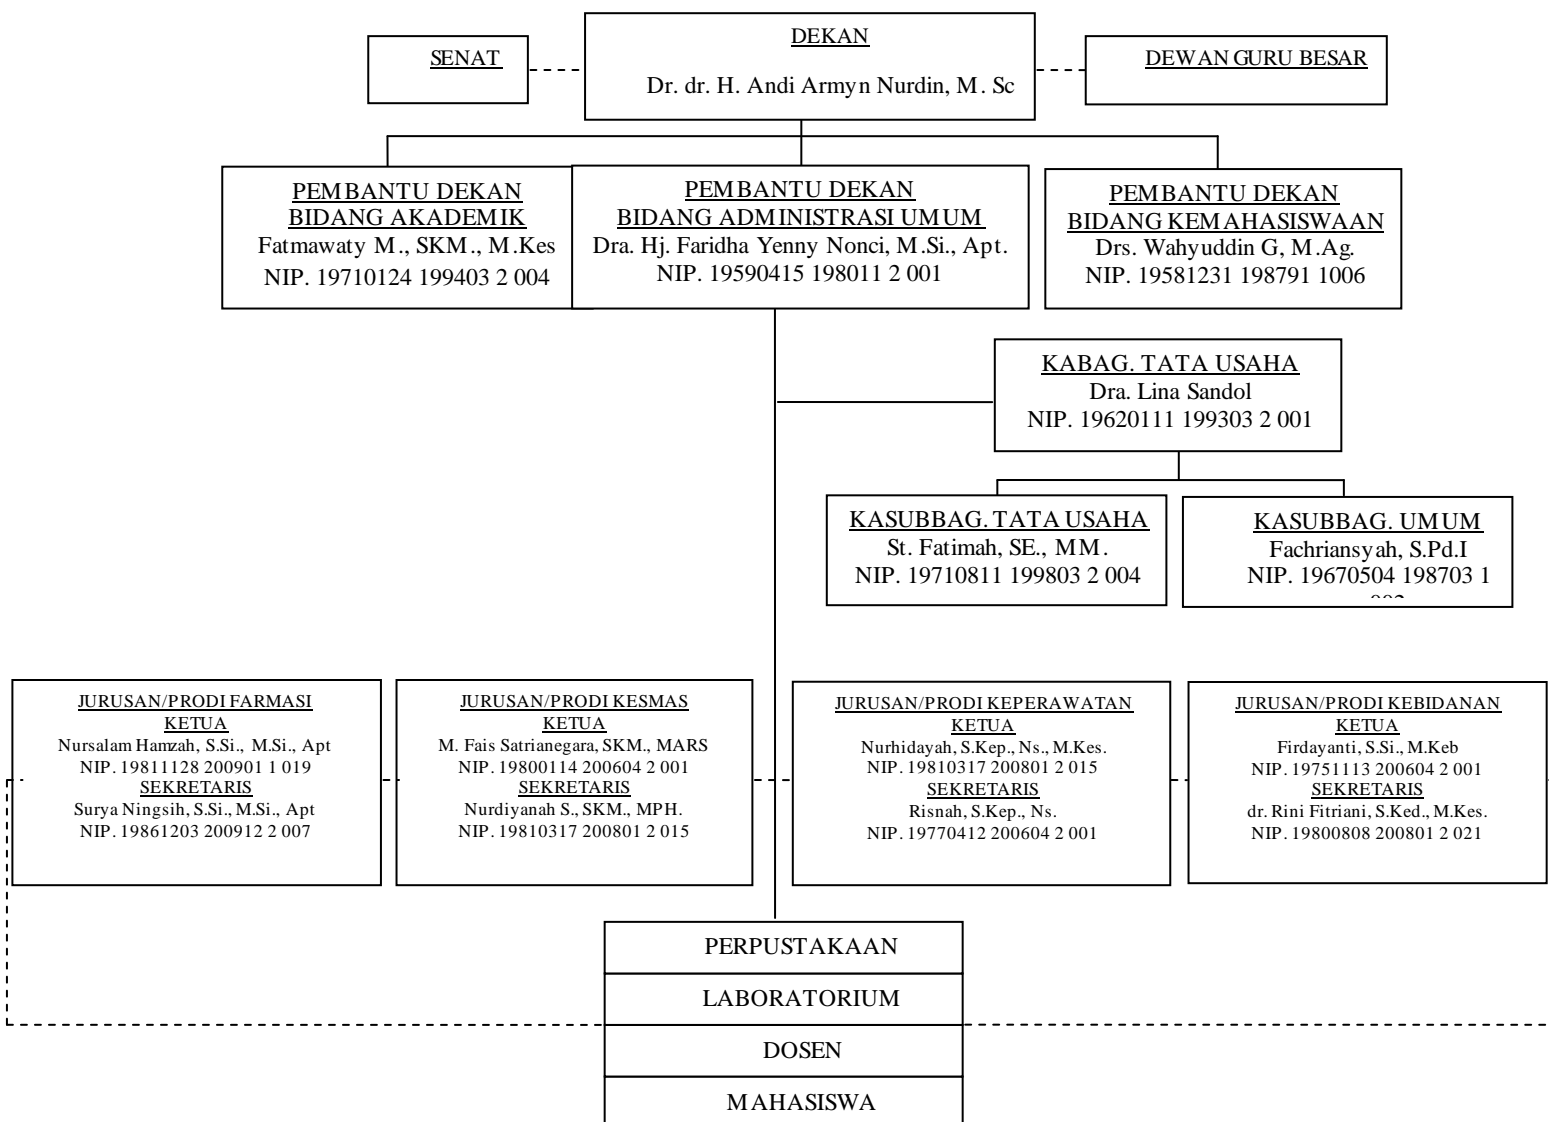 SENAT
DEKAN
Dr. dr. H. Andi Armyn Nurdin, M. Sc
DEWAN GURU BESAR
PEMBANTU DEKAN
BIDANG AKADEMIK
Fatmawaty M., SKM., M.Kes
NIP. 19710124 199403 2 004
PEMBANTU DEKAN
BIDANG ADMINISTRASI UMUM
Dra. Hj. Faridha Yenny Nonci, M.Si., Apt.
NIP. 19590415 198011 2 001
PEMBANTU DEKAN
BIDANG KEMAHASISWAAN
Drs. Wahyuddin G, M.Ag.
NIP. 19581231 198791 1006
KABAG. TATA USAHA
Dra. Lina Sandol
NIP. 19620111 199303 2 001
KASUBBAG. TATA USAHA
St. Fatimah, SE., MM.
NIP. 19710811 199803 2 004
KASUBBAG. UMUM
Fachriansyah, S.Pd.I
NIP. 19670504 198703 1
JURUSAN/PRODI FARMASI
KETUA
Nursalam Hamzah, S.Si., M.Si., Apt
NIP. 19811128 200901 1 019
SEKRETARIS
Surya Ningsih, S.Si., M.Si., Apt
NIP. 19861203 200912 2 007
JURUSAN/PRODI KESMAS
KETUA
M. Fais Satrianegara, SKM., MARS
NIP. 19800114 200604 2 001
SEKRETARIS
Nurdiyanah S., SKM., MPH.
NIP. 19810317 200801 2 015
JURUSAN/PRODI KEPERAWATAN
KETUA
Nurhidayah, S.Kep., Ns., M.Kes.
NIP. 19810317 200801 2 015
SEKRETARIS
Risnah, S.Kep., Ns.
NIP. 19770412 200604 2 001
JURUSAN/PRODI KEBIDANAN
KETUA
Firdayanti, S.Si., M.Keb
NIP. 19751113 200604 2 001
SEKRETARIS
dr. Rini Fitriani, S.Ked., M.Kes.
NIP. 19800808 200801 2 021
PERPUSTAKAAN
LABORATORIUM
DOSEN
MAHASISWA